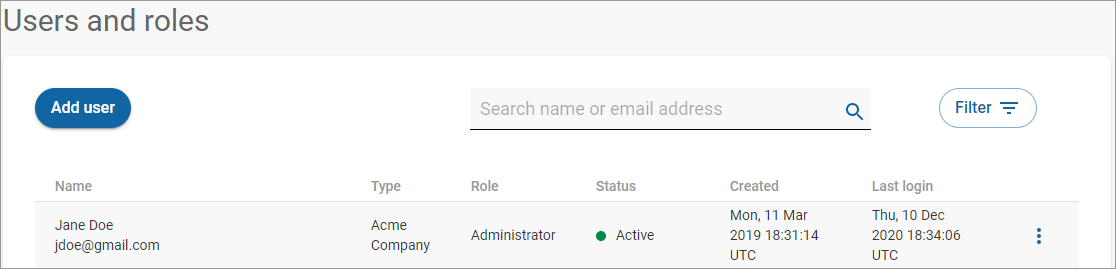 Users and roles
Add user
Search name or email address
Filter
Name Type Role Status Created Last login
Jane Doe
jdoe@gmail.com
Acme
Company
Administrator
Active
Mon, 11 Mar
2019 18:31:14
UTC
Thu, 10 Dec
2020 18:34:06
UTC